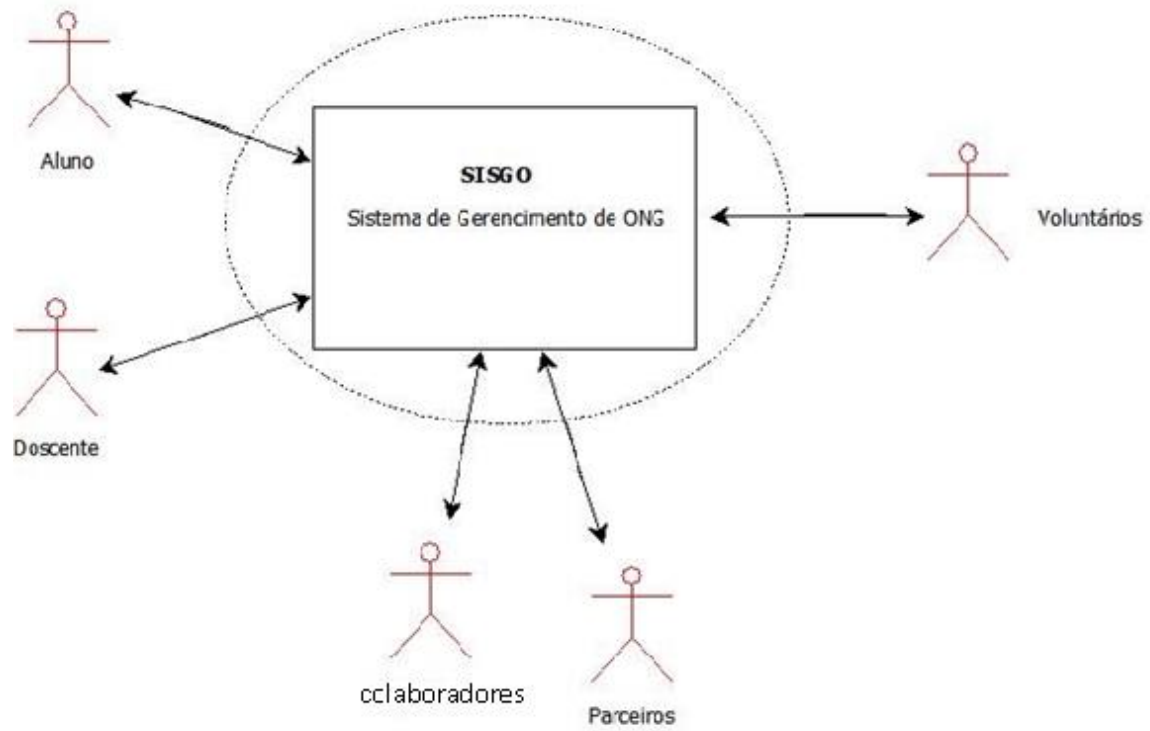 Aluno
SISGO
Sistema de Gerencimento de ONG
Voluntários
Doscente
cclaboradores
Parceiros